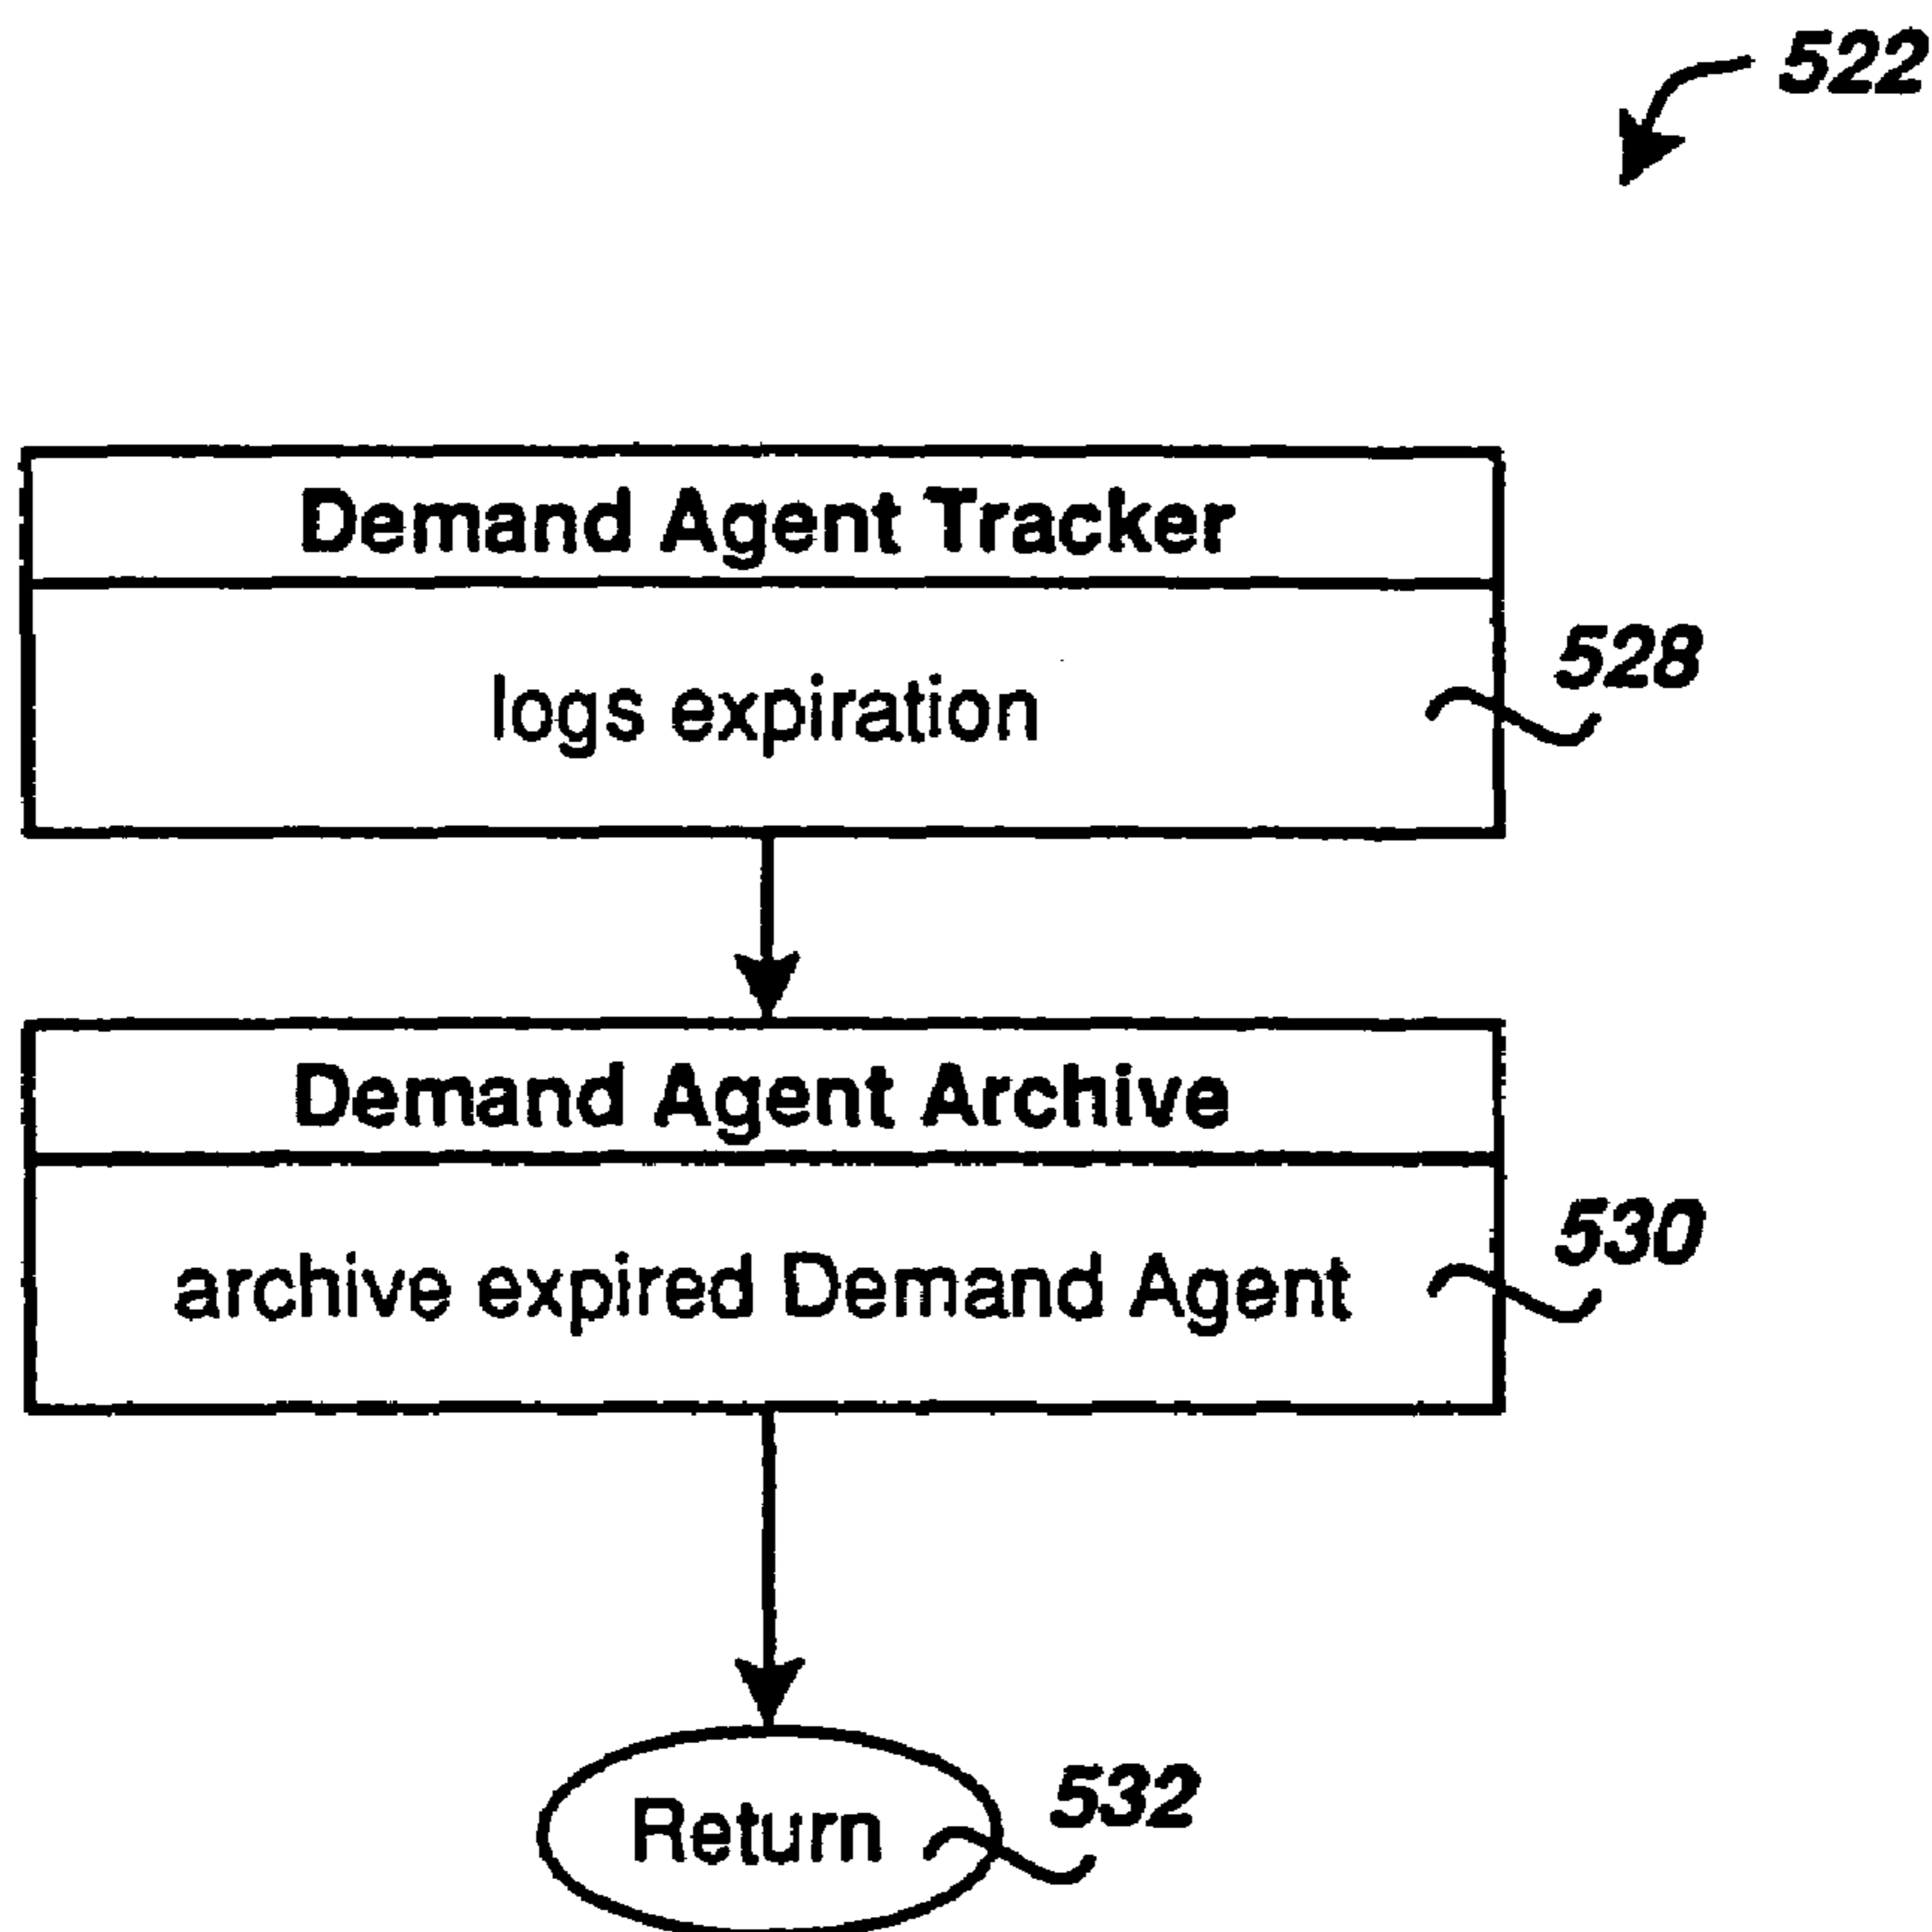 522
Demand Agent Tracker
528
logs expiration
Demand Agent Archive
530
archive expired Demand Agent
532
Return